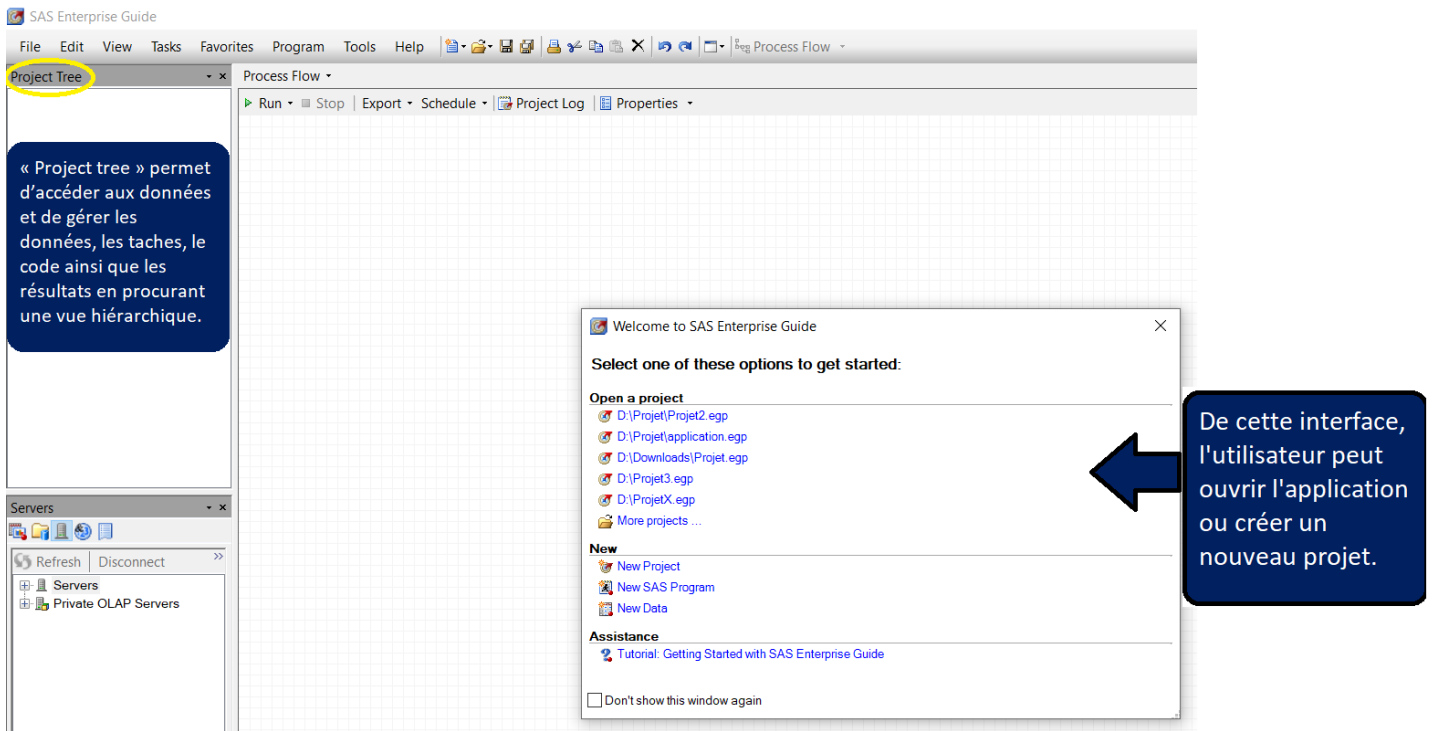 SAS Enterprise Guide
File Edit View Tasks Favorites Program Tools Help Process Flow
Project Tree
Process Flow
Run Stop Export Schedule Project Log Properties
« Project tree » permet
d’accéder aux données
et de gérer les
données, les taches, le
code ainsi que les
résultats en procurant
une vue hiérarchique.
Welcome to SAS Enterprise Guide
Select one of these options to get started:
Open a project
D:\Projet\Projet2.egp
D:\Projet\application.egp
D:\Downloads\Projet.egp
D:\Projet3.egp
D:\ProjetX.egp
More projects ...
New
New Project
New SAS Program
New Data
Assistance
Tutorial: Getting Started with SAS Enterprise Guide
Don't show this window again
De cette interface,
l'utilisateur peut
ouvrir l'application
ou créer un
nouveau projet.
Servers
Refresh Disconnect »
Servers
Private OLAP Servers